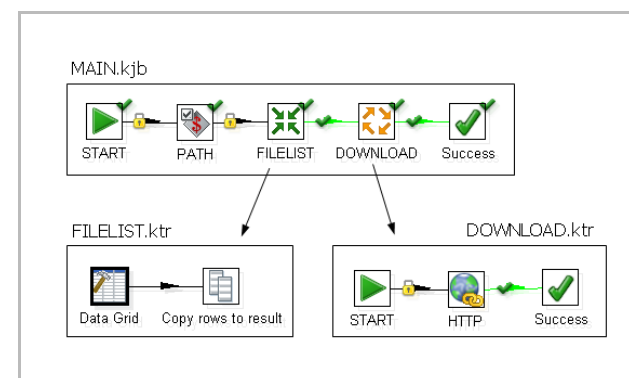 MAIN.kjb
START PATH FILELIST DOWNLOAD Success
FILELIST.ktr
DOWNLOAD.ktr
Data Grid Copy rows to result
START HTTP Success